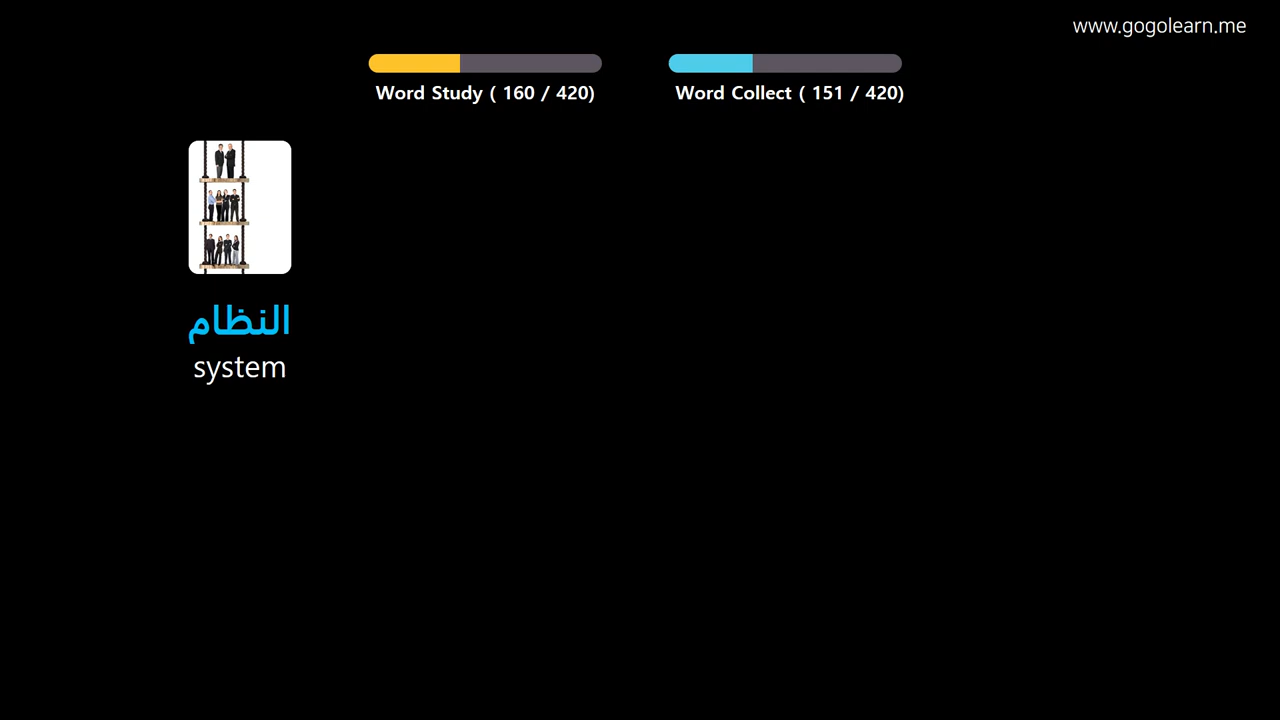 www.gogolearn.me
Word Study ( 160 / 420)
Word Collect ( 151 / 420)
النظام
system